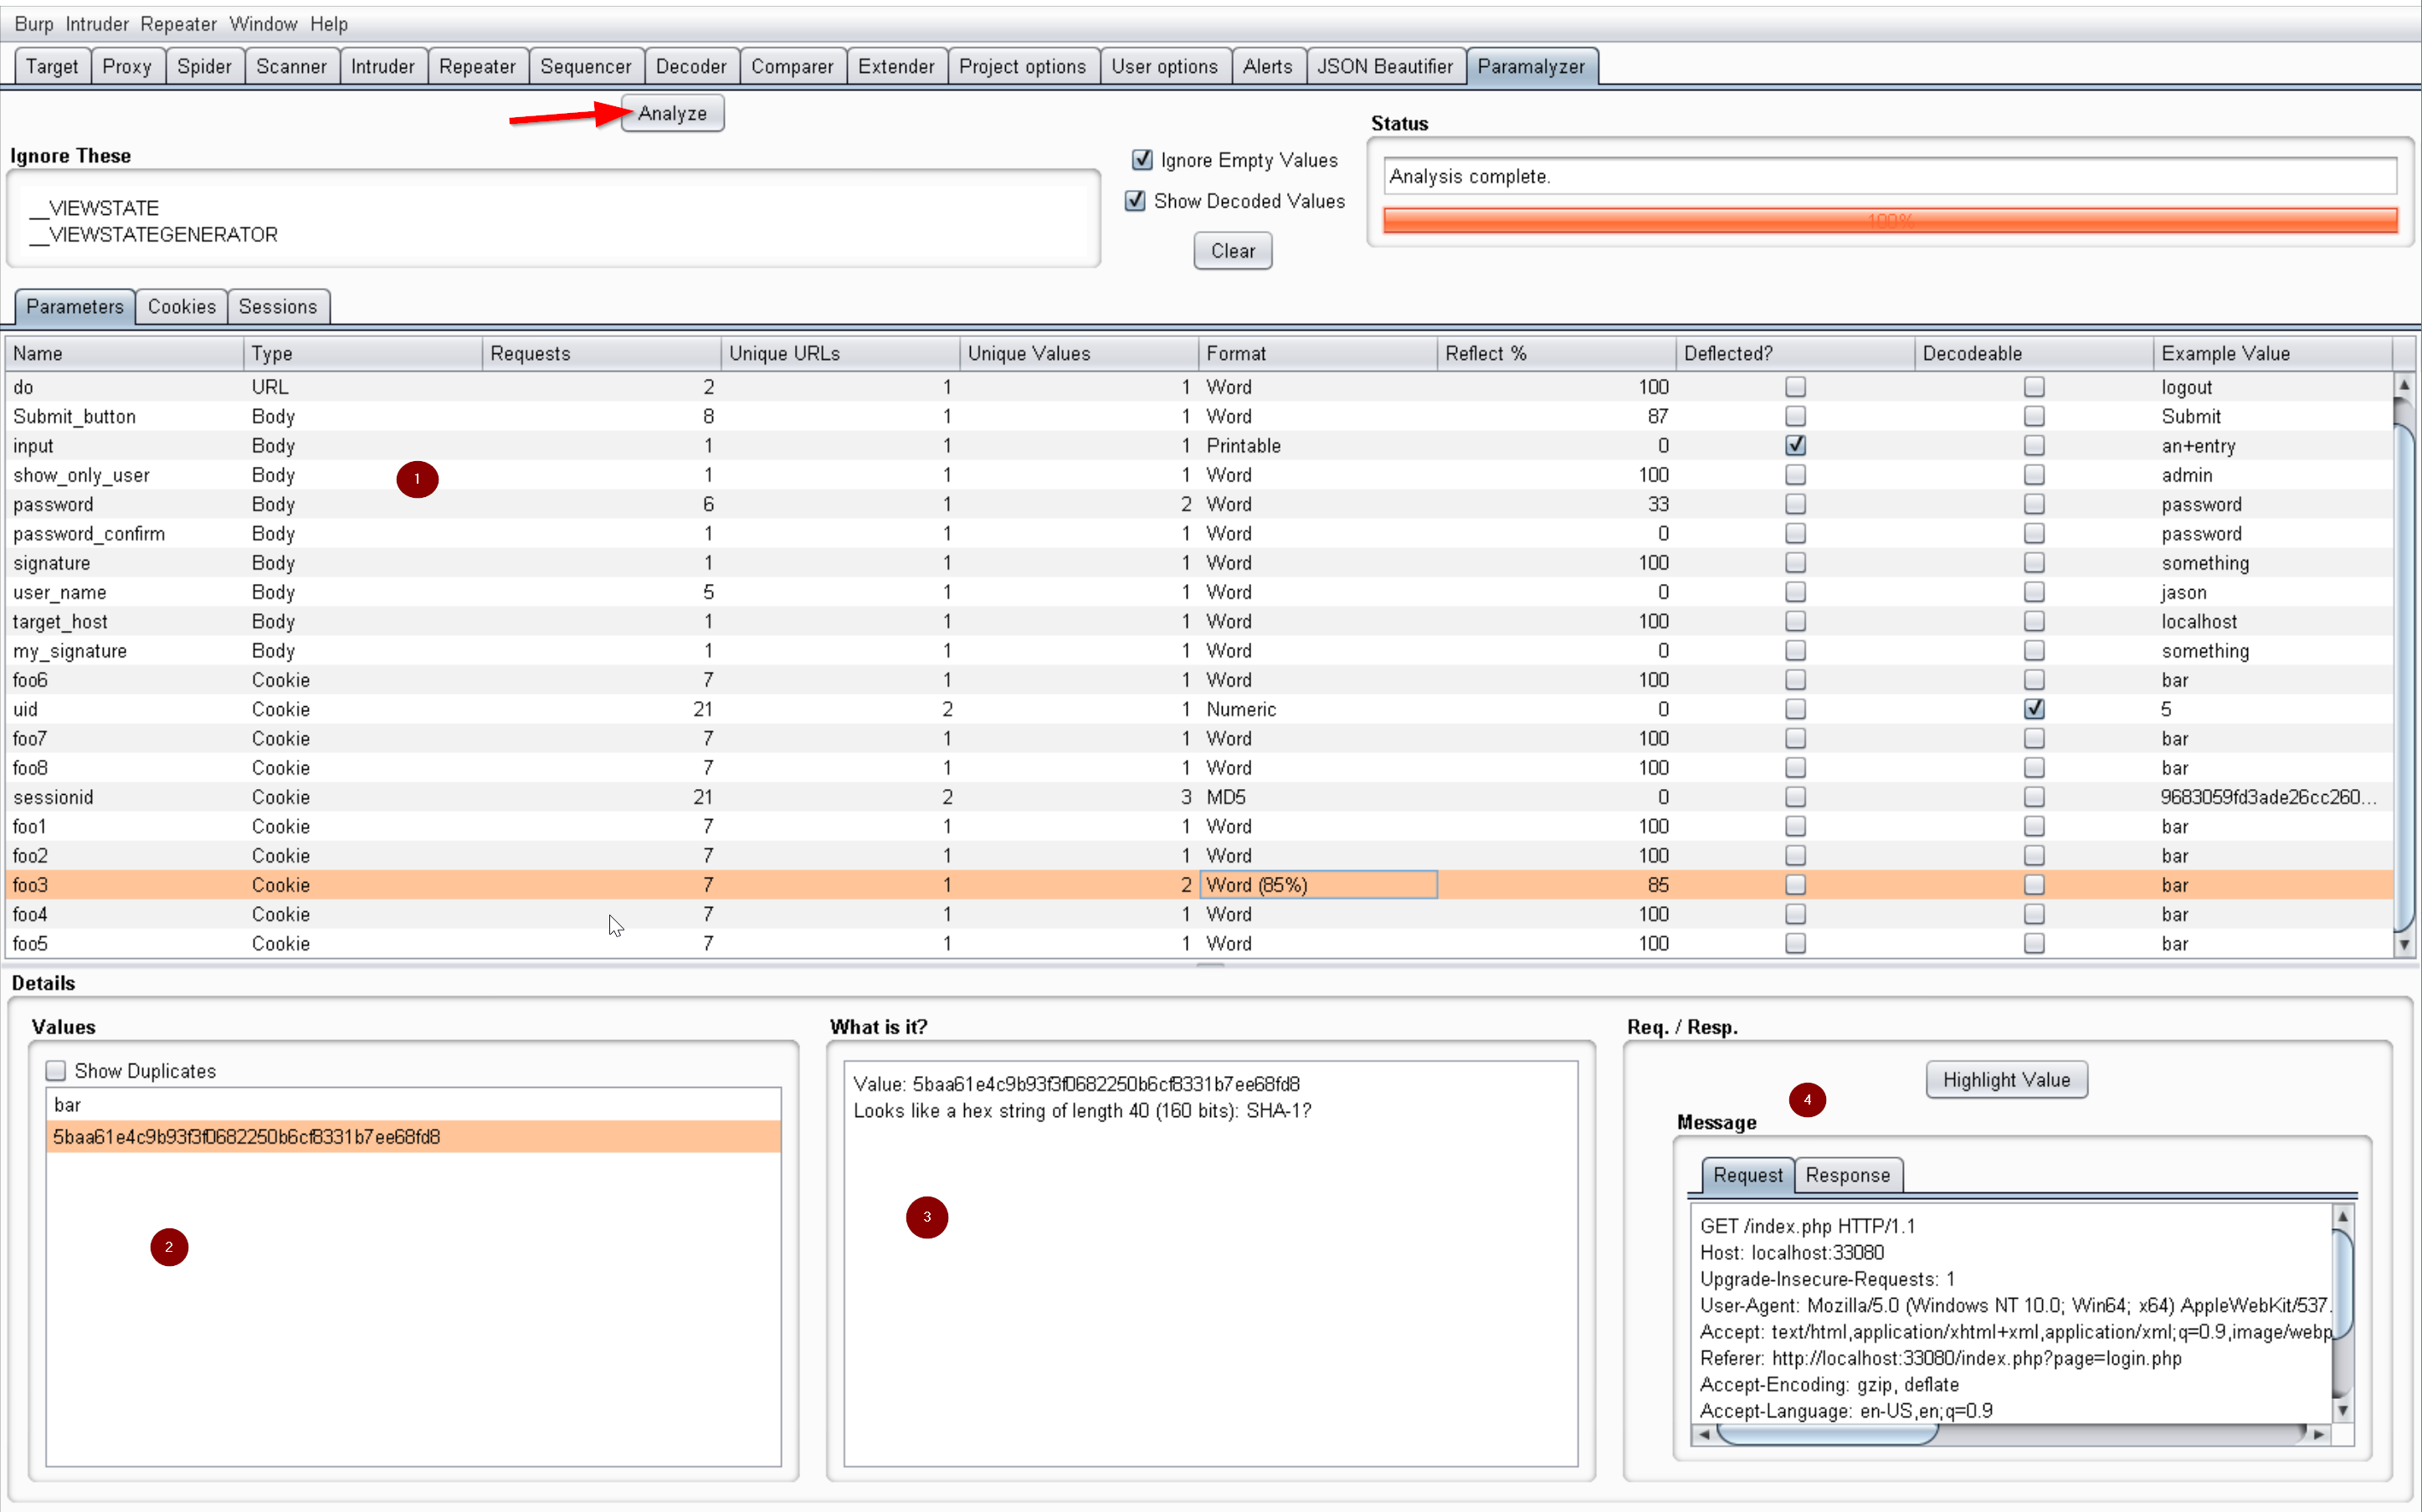 Burp Intruder Repeater Window Help
Target Proxy Spider Scanner Intruder Repeater Sequencer Decoder Comparer Extender Project options User options Alerts JSON Beautifier Paramalyzer
Analyze
Status
Ignore These
Ignore Empty Values
Analysis complete.
Show Decoded Values
__VIEWSTATE
100%
__VIEWSTATEGENERATOR
Clear
Parameters Cookies Sessions
Name Type Requests Unique URLs Unique Values Format Reflect % Deflected? Decodeable Example Value
do URL 2 1 1 Word 100 logout
Submit_button Body 8 1 1 Word 87 Submit
input Body 1 1 1 Printable 0 an+entry
show_only_user Body 1 1 1 Word 100 admin
1
password Body 6 1 2 Word 33 password
password_confirm Body 1 1 1 Word 0 password
signature Body 1 1 1 Word 100 something
user_name Body 5 1 1 Word 0 jason
target_host Body 1 1 1 Word 100 localhost
my_signature Body 1 1 1 Word 0 something
foo6 Cookie 7 1 1 Word 100 bar
uid Cookie 21 2 1 Numeric 0 5
foo7 Cookie 7 1 1 Word 100 bar
foo8 Cookie 7 1 1 Word 100 bar
sessionid Cookie 21 2 3 MD5 0 9683059fd3ade26cc260...
foo1 Cookie 7 1 1 Word 100 bar
foo2 Cookie 7 1 1 Word 100 bar
foo3 Cookie 7 1 2 Word (85%) 85 bar
foo4 Cookie 7 1 1 Word 100 bar
foo5 Cookie 7 1 1 Word 100 bar
Details
Values
Show Duplicates
bar
5baa61e4c9b93f3f0682250b6cf8331b7ee68fd8
2
What is it?
Value: 5baa61e4c9b93f3f0682250b6cf8331b7ee68fd8
Looks like a hex string of length 40 (160 bits): SHA-1?
3
Req. / Resp.
Highlight Value
4
Message
Request Response
GET /index.php HTTP/1.1
Host: localhost:33080
Upgrade-Insecure-Requests: 1
User-Agent: Mozilla/5.0 (Windows NT 10.0; Win64; x64) AppleWebKit/537.
Accept: text/html,application/xhtml+xml,application/xml;q=0.9,image/webp
Referer: http://localhost:33080/index.php?page=login.php
Accept-Encoding: gzip, deflate
Accept-Language: en-US,en;q=0.9